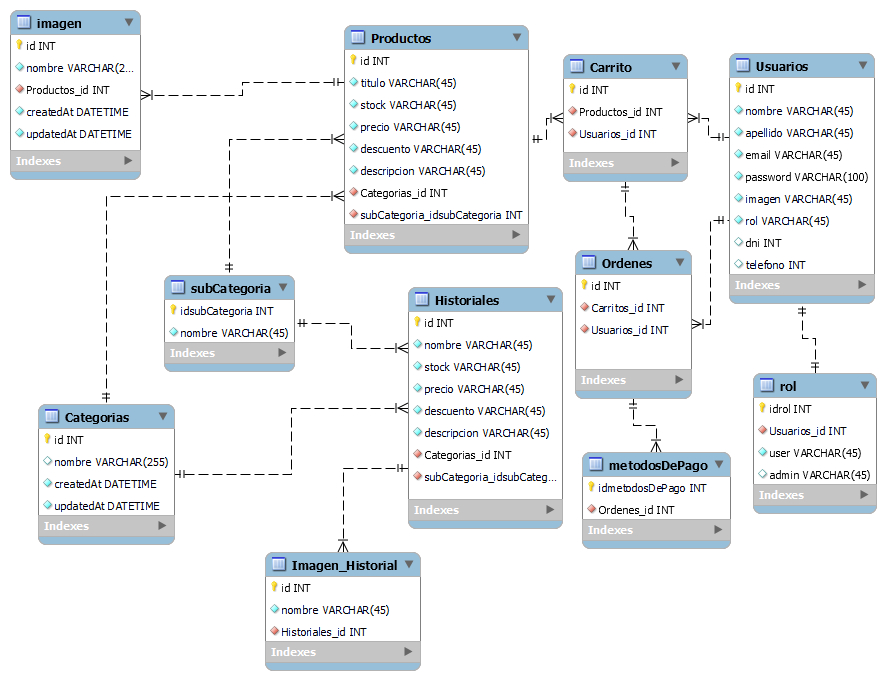 imagen
id INT
nombre VARCHAR(2...
Productos_id INT
createdAt DATETIME
updatedAt DATETIME
Indexes
Productos
id INT
titulo VARCHAR(45)
stock VARCHAR(45)
precio VARCHAR(45)
descuento VARCHAR(45)
descripcion VARCHAR(45)
Categorias_id INT
subCategoria_idsubCategoria INT
Indexes
Carrito
id INT
Productos_id INT
Usuarios_id INT
Indexes
Usuarios
id INT
nombre VARCHAR(45)
apellido VARCHAR(45)
email VARCHAR(45)
password VARCHAR(100)
imagen VARCHAR(45)
rol VARCHAR(45)
dni INT
telefono INT
Indexes
subCategoria
idsubCategoria INT
nombre VARCHAR(45)
Indexes
Historiales
id INT
nombre VARCHAR(45)
stock VARCHAR(45)
precio VARCHAR(45)
descuento VARCHAR(45)
descripcion VARCHAR(45)
Categorias_id INT
subCategoria_idsubCateg...
Indexes
Ordenes
id INT
Carritos_id INT
Usuarios_id INT
Indexes
rol
idrol INT
Usuarios_id INT
user VARCHAR(45)
admin VARCHAR(45)
Indexes
Categorias
id INT
nombre VARCHAR(255)
createdAt DATETIME
updatedAt DATETIME
Indexes
metodosDePago
idmetodosDePago INT
Ordenes_id INT
Indexes
Imagen_Historial
id INT
nombre VARCHAR(45)
Historiales_id INT
Indexes